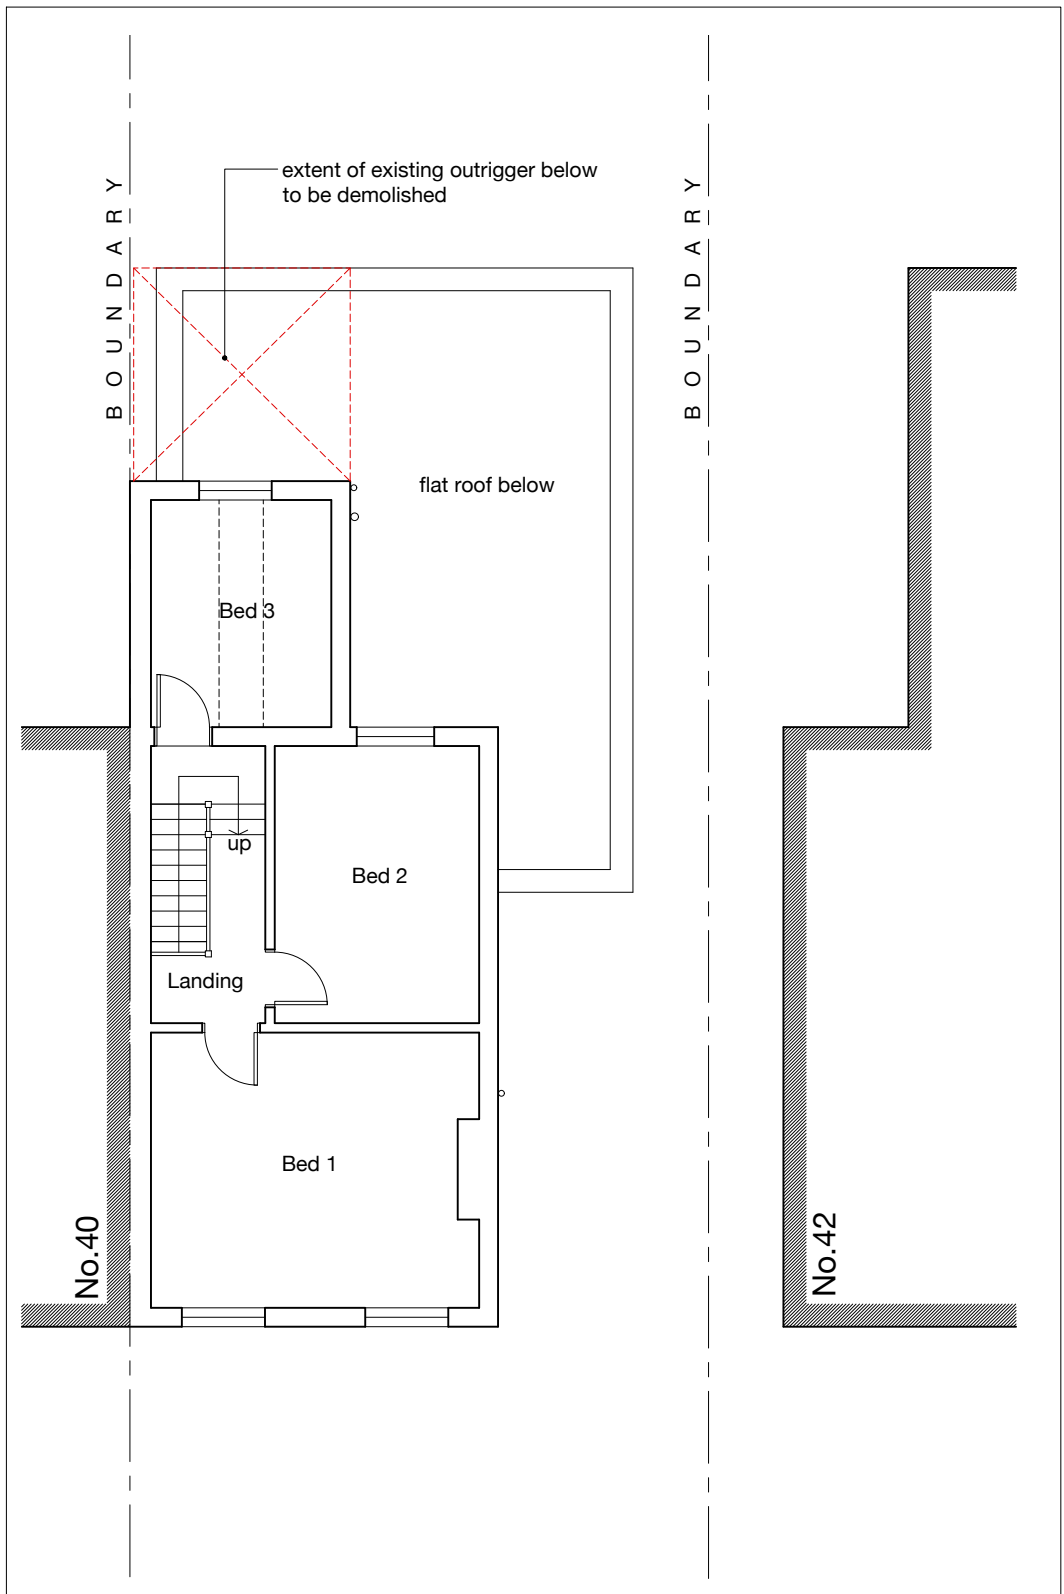 extent of existing outrigger below
to be demolished
BOUNDARY
BOUNDARY
flat roof below
Bed 3
up
Bed 2
Landing
Bed 1
No.40
No.42